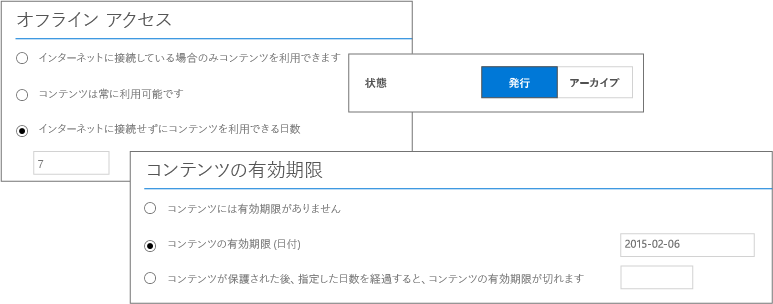 オフライン アクセス
インターネットに接続している場合のみコンテンツを利用できます
コンテンツは常に利用可能です
インターネットに接続せずにコンテンツを利用できる日数
7
状態 発行 アーカイブ
コンテンツの有効期限
コンテンツには有効期限がありません
コンテンツの有効期限 (日付) 2015-02-06
コンテンツが保護された後、指定した日数を経過すると、コンテンツの有効期限が切れます